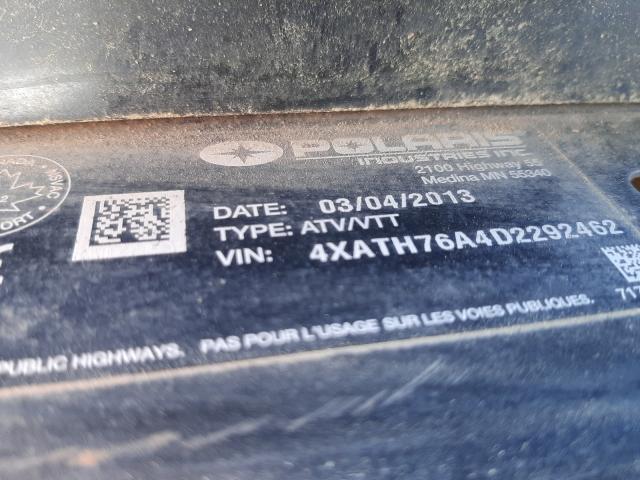 POLARIS
INDUSTRIES INC
2100 Highway 55
Medina MN 55340
DATE: 03/04/2013
TYPE: ATV/VTT
VIN: 4XATH76A4D2292462
PUBLIC HIGHWAYS. PAS POUR L'USAGE SUR LES VOIES PUBLIQUES.